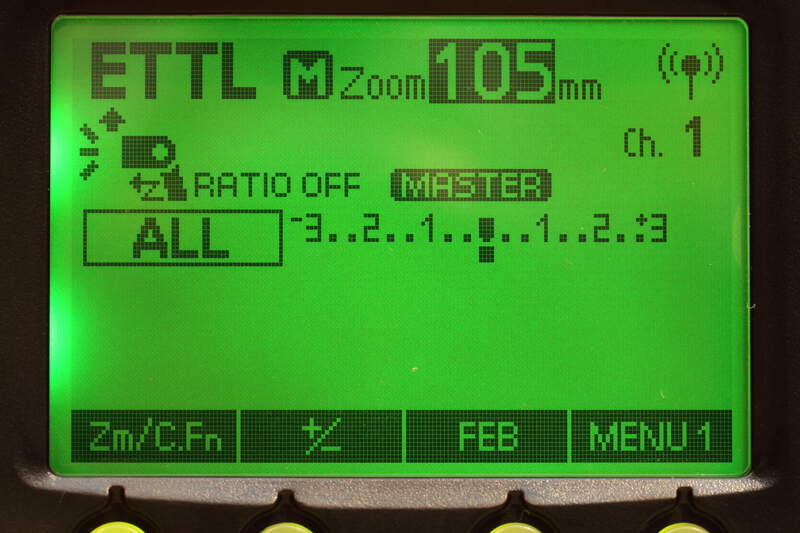 ETTL M Zoom 105mm
Ch. 1
RATIO OFF MASTER
ALL -3..2..1..!..1..2..+3
Zm/C.Fn +/- FEB MENU 1